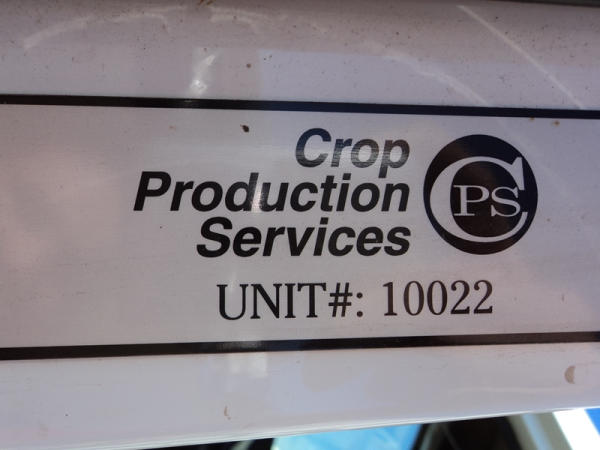 Crop
Production
Services
CPS
UNIT#: 10022